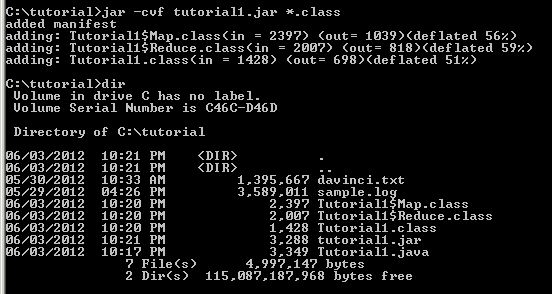 C:\tutorial>jar -cvf tutorial1.jar *.class
added manifest
adding: Tutorial1$Map.class(in = 2397) (out= 1039)(deflated 56%)
adding: Tutorial1$Reduce.class(in = 2007) (out= 818)(deflated 59%)
adding: Tutorial1.class(in = 1428) (out= 698)(deflated 51%)
C:\tutorial>dir
Volume in drive C has no label.
Volume Serial Number is C46C-D46D
Directory of C:\tutorial
06/03/2012 10:21 PM <DIR> .
06/03/2012 10:21 PM <DIR> ..
05/30/2012 10:33 AM 1,395,667 davinci.txt
05/29/2012 04:26 PM 3,589,011 sample.log
06/03/2012 10:20 PM 2,397 Tutorial1$Map.class
06/03/2012 10:20 PM 2,007 Tutorial1$Reduce.class
06/03/2012 10:20 PM 1,428 Tutorial1.class
06/03/2012 10:21 PM 3,288 tutorial1.jar
06/03/2012 10:17 PM 3,349 Tutorial1.java
7 File(s) 4,997,147 bytes
2 Dir(s) 115,087,187,968 bytes free